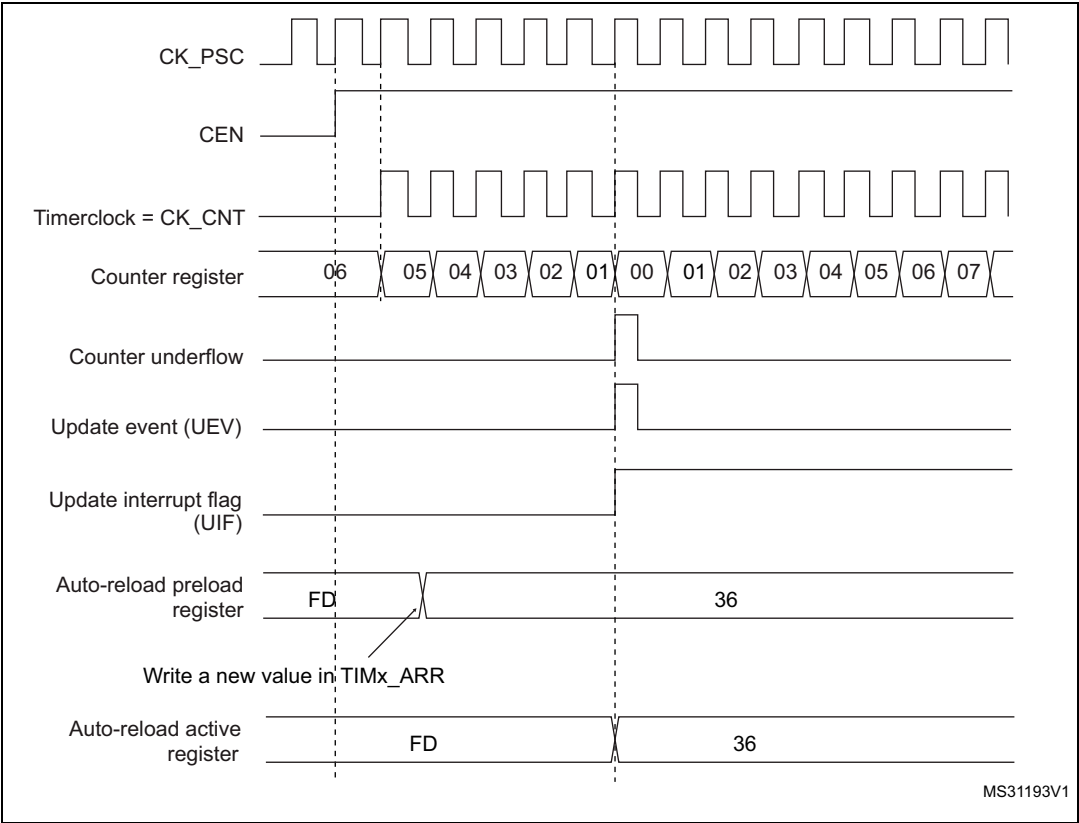 CK_PSC
CEN
Timerclock = CK_CNT
Counter register 06 05 04 03 02 01 00 01 02 03 04 05 06 07
Counter underflow
Update event (UEV)
Update interrupt flag
(UIF)
Auto-reload preload
register
FD 36
Write a new value in TIMx_ARR
Auto-reload active
register
FD 36
MS31193V1